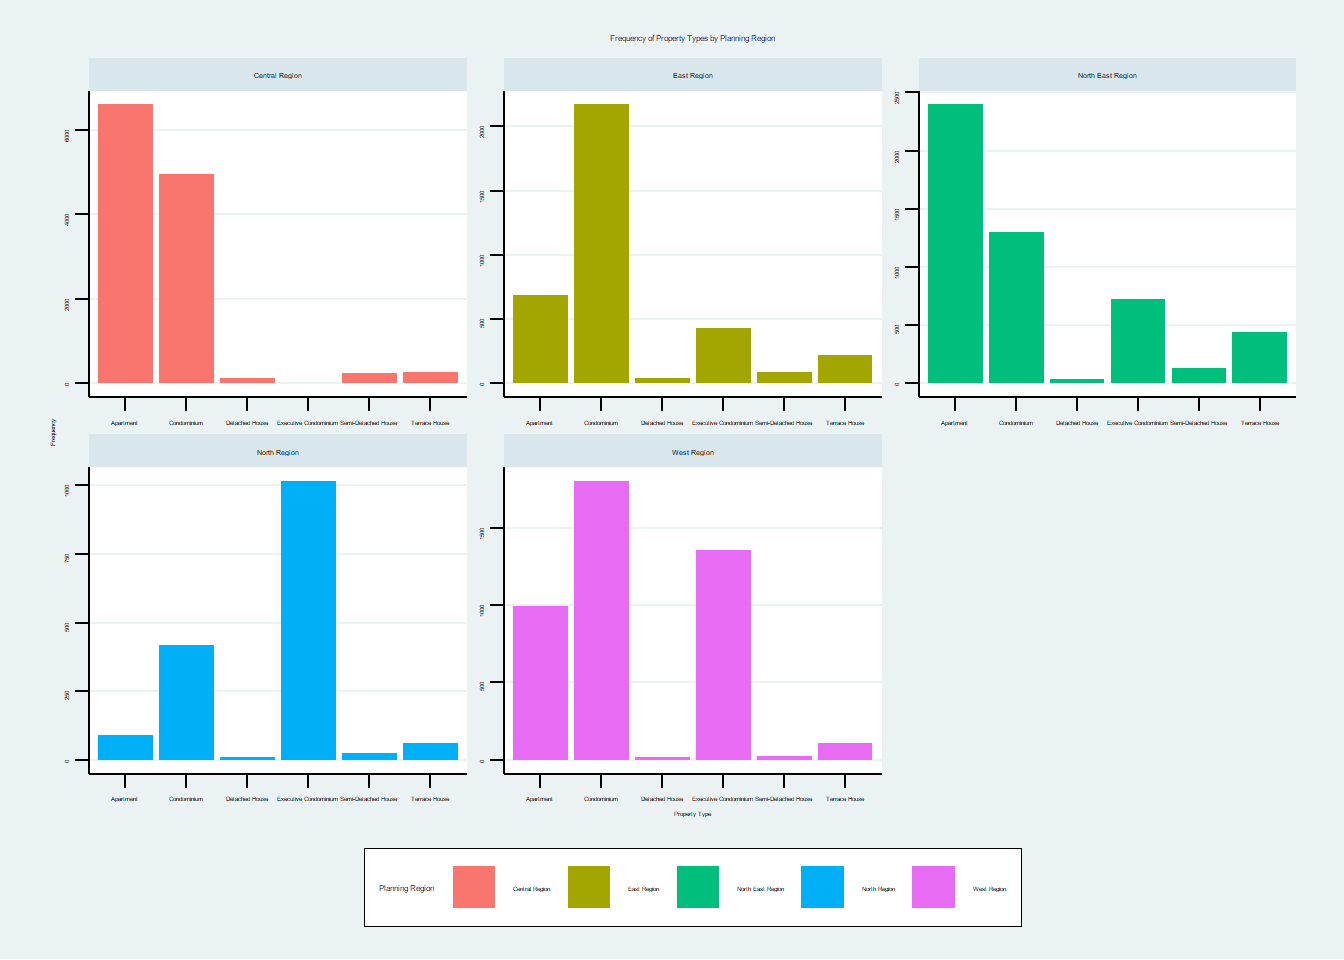 Frequency of Property Types by Planning Region
Central Region
East Region
North East Region
6000
4000
2000
0
2000
1500
1000
500
0
2500
2000
1500
1000
500
0
Apartment Condominium Detached House Executive Condominium Semi-Detached House Terrace House
Apartment Condominium Detached House Executive Condominium Semi-Detached House Terrace House
Apartment Condominium Detached House Executive Condominium Semi-Detached House Terrace House
Frequency
North Region
West Region
1000
750
500
250
0
1500
1000
500
0
Apartment Condominium Detached House Executive Condominium Semi-Detached House Terrace House
Apartment Condominium Detached House Executive Condominium Semi-Detached House Terrace House
Property Type
Planning Region Central Region East Region North East Region North Region West Region